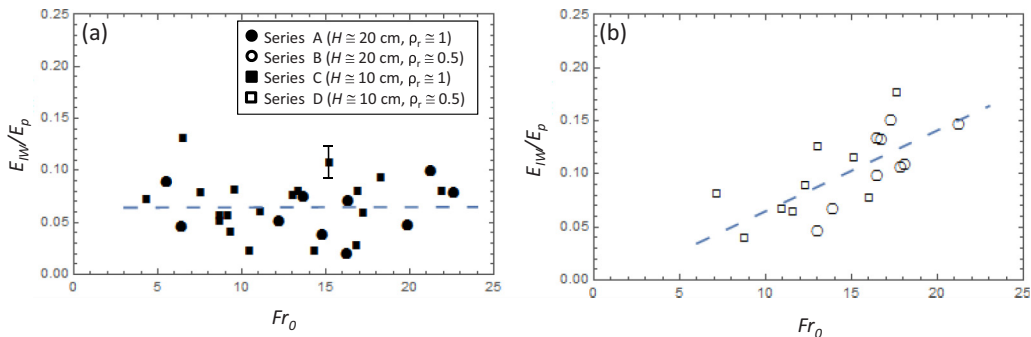 (a)
Series A (H ≅ 20 cm, ρr ≅ 1)
Series B (H ≅ 20 cm, ρr ≅ 0.5)
Series C (H ≅ 10 cm, ρr ≅ 1)
Series D (H ≅ 10 cm, ρr ≅ 0.5)
0.25
0.20
0.15
0.10
0.05
0.00
EIW/Ep
0 5 10 15 20 25
Fr0
(b)
0.25
0.20
0.15
0.10
0.05
0.00
EIW/Ep
0 5 10 15 20 25
Fr0